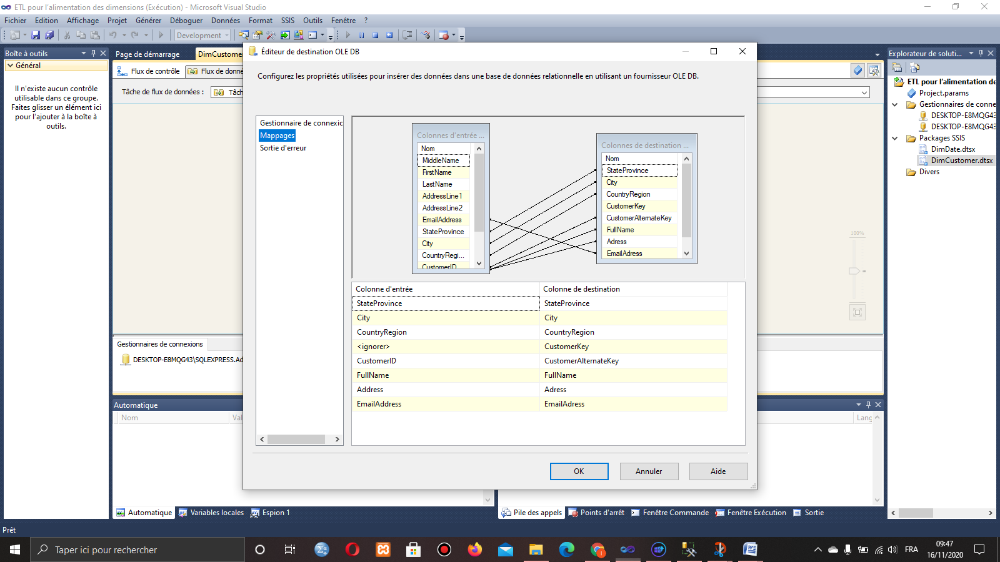 ETL pour l'alimentation des dimensions (Exécution) - Microsoft Visual Studio
Fichier Edition Affichage Projet Générer Déboguer Données Format SSIS Outils Fenêtre ?
Development
Boîte à outils
Général
Il n'existe aucun contrôle
utilisable dans ce groupe.
Faites glisser un élément ici
pour l'ajouter à la boîte à
outils.
Page de démarrage DimCustomer
Flux de contrôle Flux de donné
Tâche de flux de données : Tâch
100%
Gestionnaires de connexions
DESKTOP-E8MQG43\SQLEXPRESS.Ad
Éditeur de destination OLE DB
Configurez les propriétés utilisées pour insérer des données dans une base de données relationnelle en utilisant un fournisseur OLE DB.
Gestionnaire de connexic
Mappages
Sortie d'erreur
Colonnes d'entrée ...
Nom
MiddleName
FirstName
LastName
AddressLine1
AddressLine2
EmailAddress
StateProvince
City
CountryRegi...
CustomerID
Colonnes de destination ...
Nom
StateProvince
City
CountryRegion
CustomerKey
CustomerAlternateKey
FullName
Adress
EmailAdress
Colonne d'entrée Colonne de destination
StateProvince StateProvince
City City
CountryRegion CountryRegion
<ignorer> CustomerKey
CustomerID CustomerAlternateKey
FullName FullName
Address Adress
EmailAddress EmailAdress
OK Annuler Aide
Explorateur de soluti...
ETL pour l'alimentation de
Project.params
Gestionnaires de conne
DESKTOP-E8MQG43
DESKTOP-E8MQG43
Packages SSIS
DimDate.dtsx
DimCustomer.dtsx
Divers
Automatique
Nom Val
Lang
Automatique Variables locales Espion 1
Pile des appels Points d'arrêt Fenêtre Commande Fenêtre Exécution Sortie
Prêt
Taper ici pour rechercher
FRA
09:47
16/11/2020